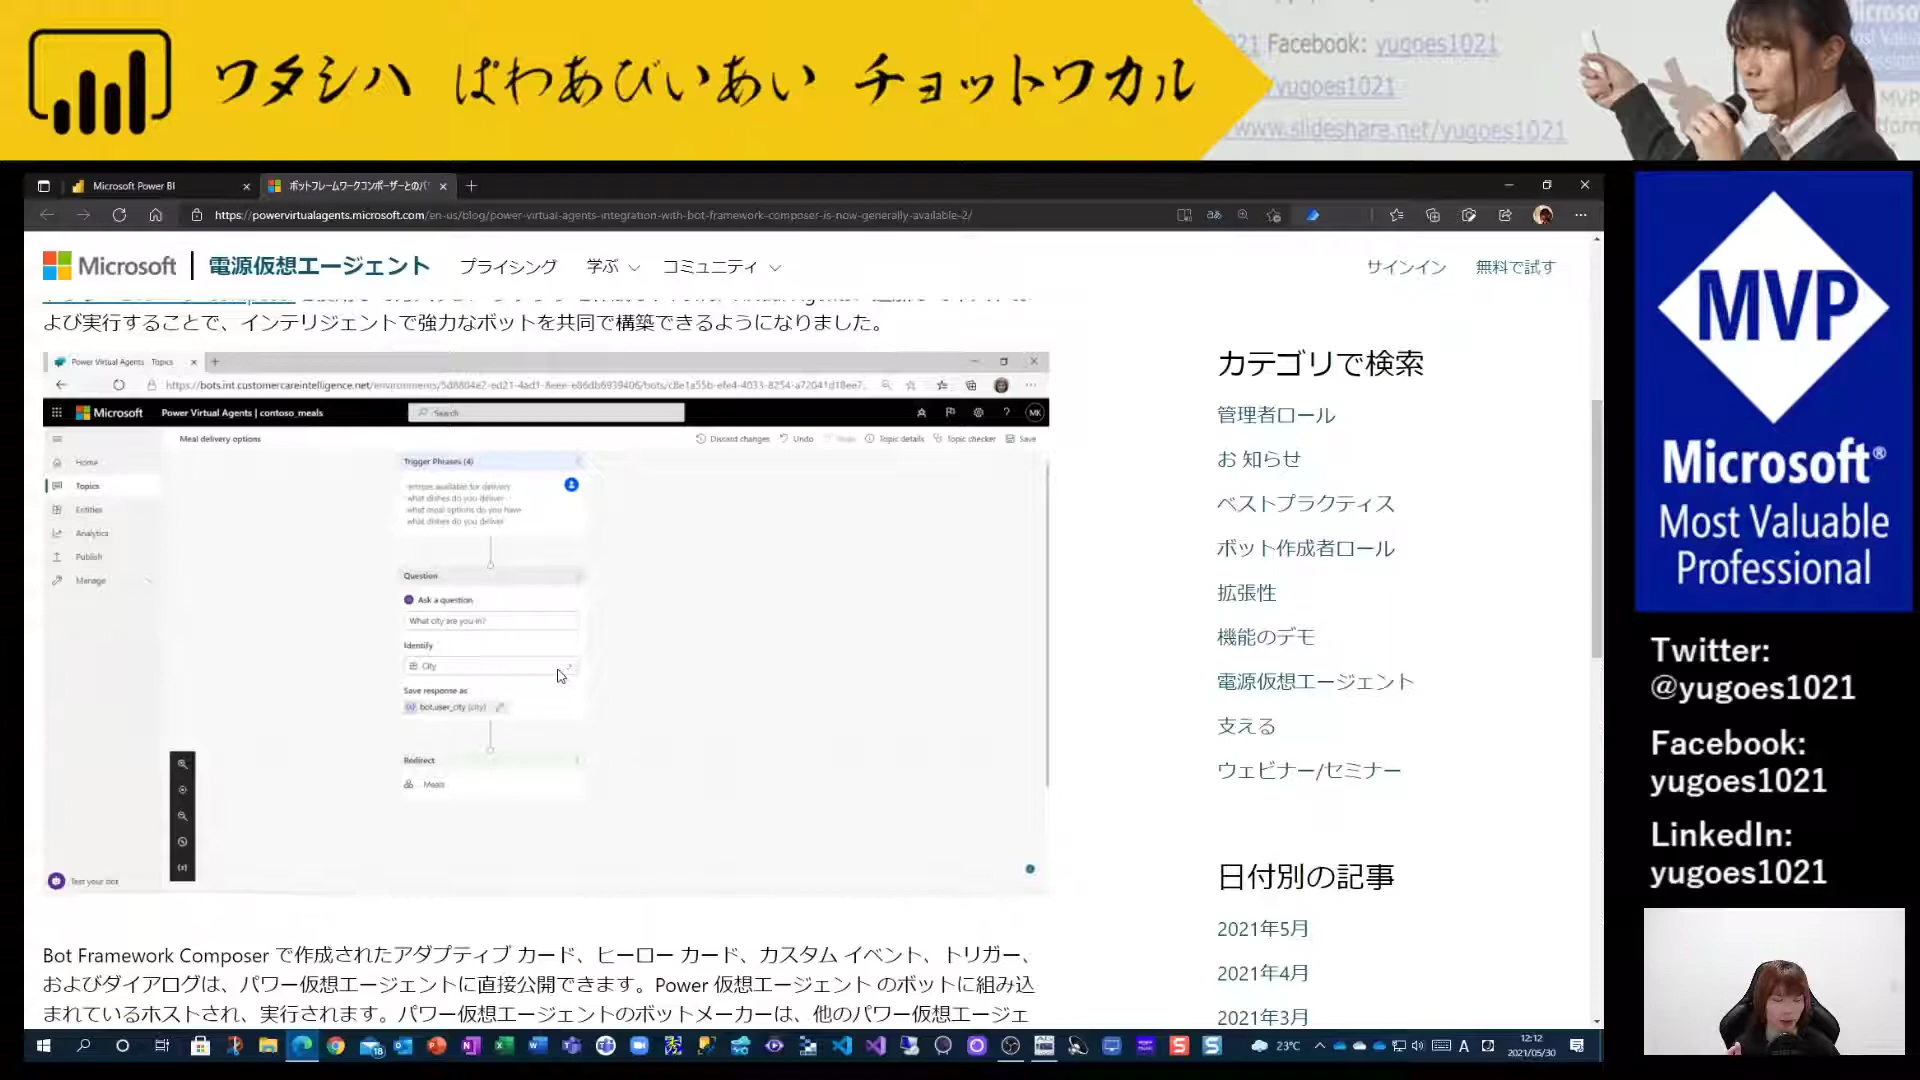 ワタシハ ぱわあびいあい チョットワカル
Facebook: yugoes1021
/yugoes1021
www.slideshare.net/yugoes1021
Microsoft Power BI
ボットフレームワークコンポーザーとのパ
https://powervirtualagents.microsoft.com/en-us/blog/power-virtual-agents-integration-with-bot-framework-composer-is-now-generally-available-2/
Microsoft
電源仮想エージェント
プライシング
学ぶ
コミュニティ
サインイン
無料で試す
よび実行することで、インテリジェントで強力なボットを共同で構築できるようになりました。
Power Virtual Agents Topics
Microsoft
Power Virtual Agents | contoso_meals
Search
MK
Meal delivery options
Discard changes
Undo
Topic details
Topic checker
Save
Home
Topics
Entities
Analytics
Publish
Manage
Trigger Phrases (4)
entrees available for delivery
what dishes do you deliver
what meal options do you have
what dishes do you deliver
Question
Ask a question
What city are you in?
Identify
City
Save response as
bot.user_city (city)
Redirect
Meals
Test your bot
Bot Framework Composer で作成されたアダプティブ カード、ヒーロー カード、カスタム イベント、トリガー、
およびダイアログは、パワー仮想エージェントに直接公開できます。Power 仮想エージェント のボットに組み込
まれているホストされ、実行されます。パワー仮想エージェントのボットメーカーは、他のパワー仮想エージェ
カテゴリで検索
管理者ロール
お 知らせ
ベストプラクティス
ボット作成者ロール
拡張性
機能のデモ
電源仮想エージェント
支える
ウェビナー/セミナー
日付別の記事
2021年5月
2021年4月
2021年3月
MVP
Microsoft®
Most Valuable
Professional
Twitter:
@yugoes1021
Facebook:
yugoes1021
LinkedIn:
yugoes1021
23℃
A
12:12
2021/05/30